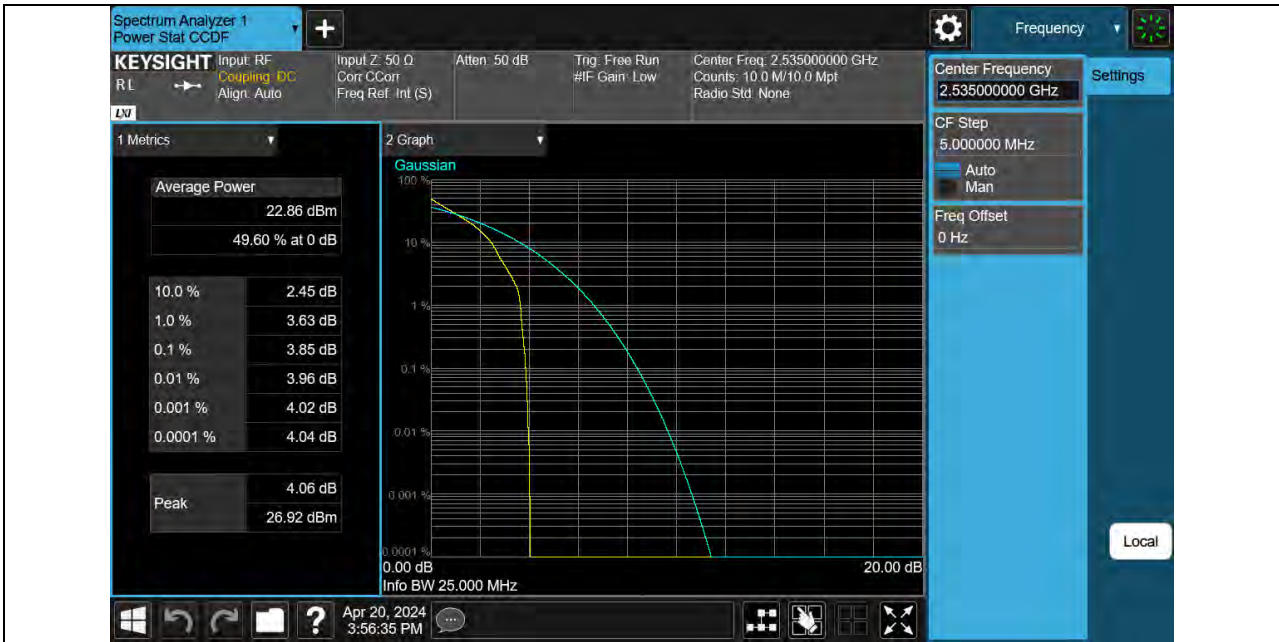 Spectrum Analyzer 1
Power Stat CCDF
Frequency
KEYSIGHT
RL
LXI
Input: RF
Coupling: DC
Align: Auto
Input Z: 50 Ω
Corr CCorr
Freq Ref: Int (S)
Atten: 50 dB
Trig: Free Run
#IF Gain: Low
Center Freq: 2.535000000 GHz
Counts: 10.0 M/10.0 Mpt
Radio Std: None
Center Frequency
2.535000000 GHz
Settings
CF Step
5.000000 MHz
Auto
Man
Freq Offset
0 Hz
Local
1 Metrics
Average Power
22.86 dBm
49.60 % at 0 dB
10.0 % 2.45 dB
1.0 % 3.63 dB
0.1 % 3.85 dB
0.01 % 3.96 dB
0.001 % 4.02 dB
0.0001 % 4.04 dB
Peak 4.06 dB
26.92 dBm
2 Graph
Gaussian
100 %
10 %
1 %
0.1 %
0.01 %
0.001 %
0.0001 %
0.00 dB 20.00 dB
Info BW 25.000 MHz
?
Apr 20, 2024
3:56:35 PM